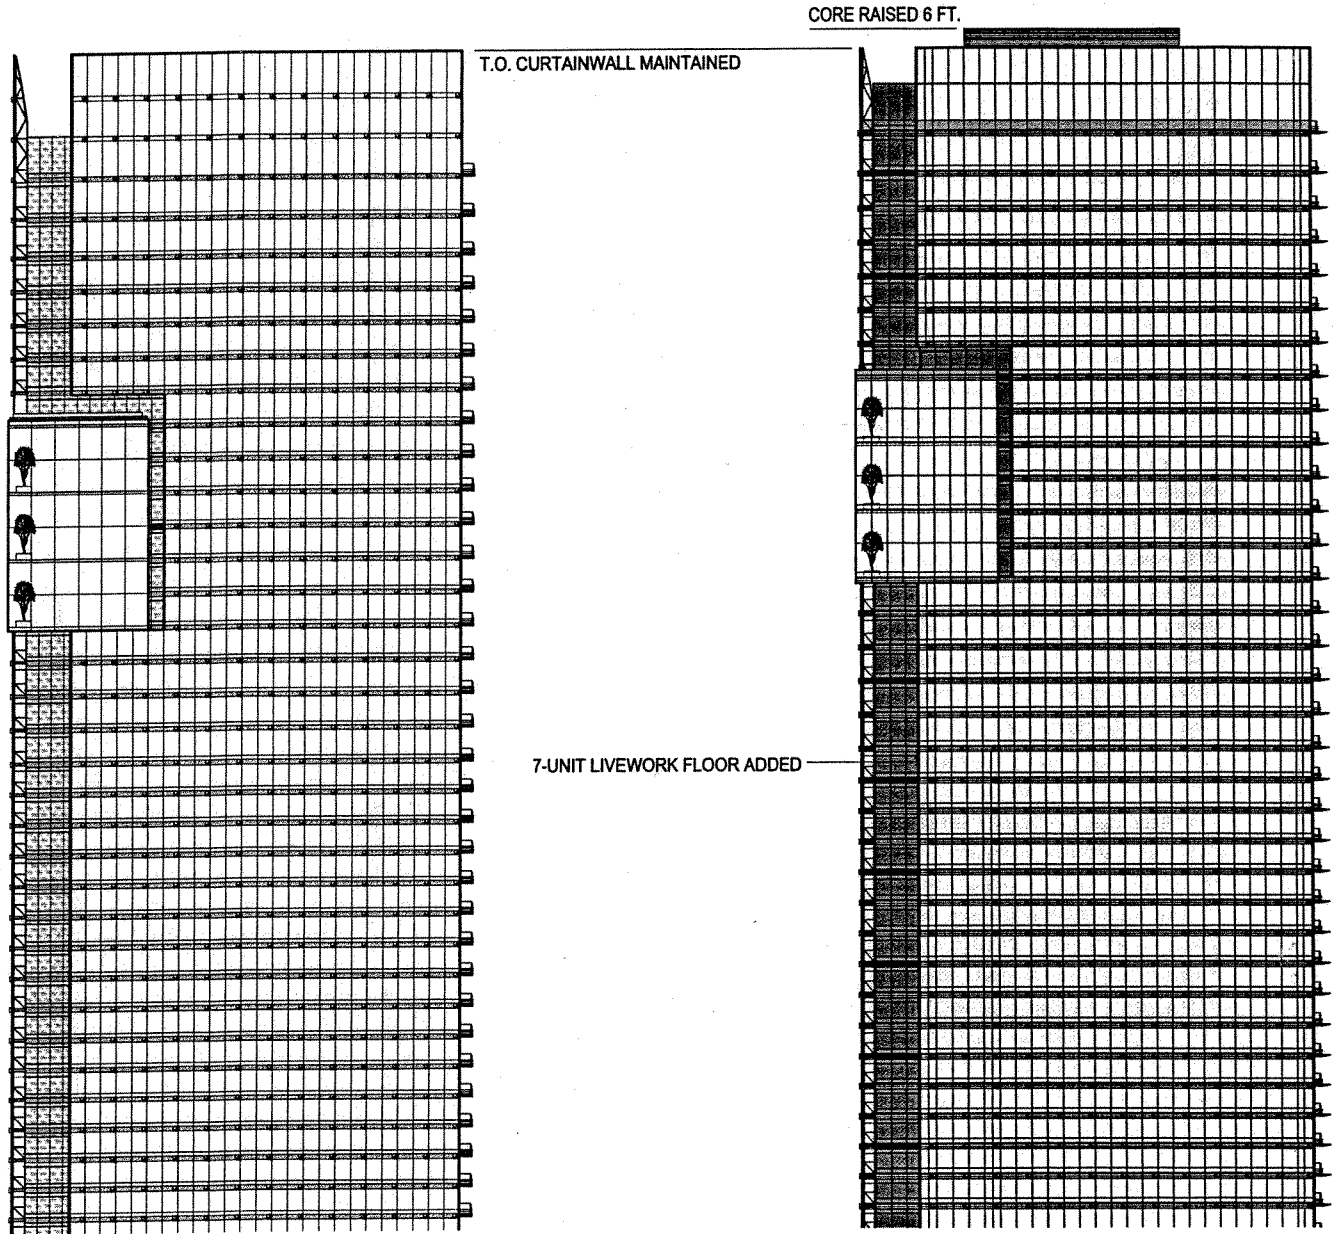 CORE RAISED 6 FT.
T.O. CURTAINWALL MAINTAINED
7-UNIT LIVEWORK FLOOR ADDED